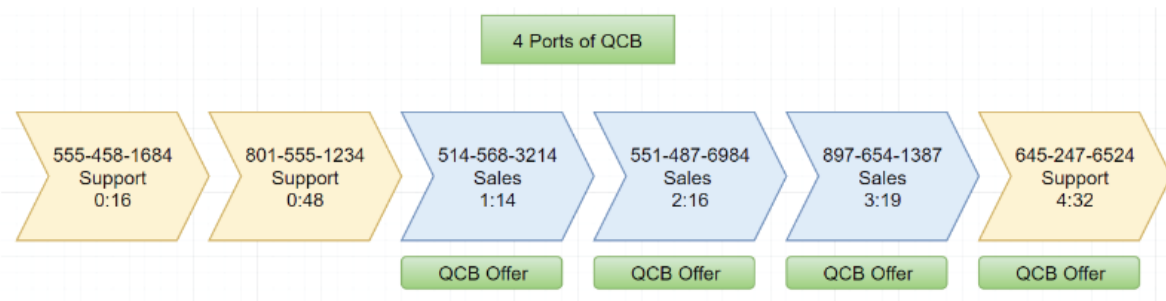 4 Ports of QCB
555-458-1684
Support
0:16
801-555-1234
Support
0:48
514-568-3214
Sales
1:14
551-487-6984
Sales
2:16
897-654-1387
Sales
3:19
645-247-6524
Support
4:32
QCB Offer
QCB Offer
QCB Offer
QCB Offer